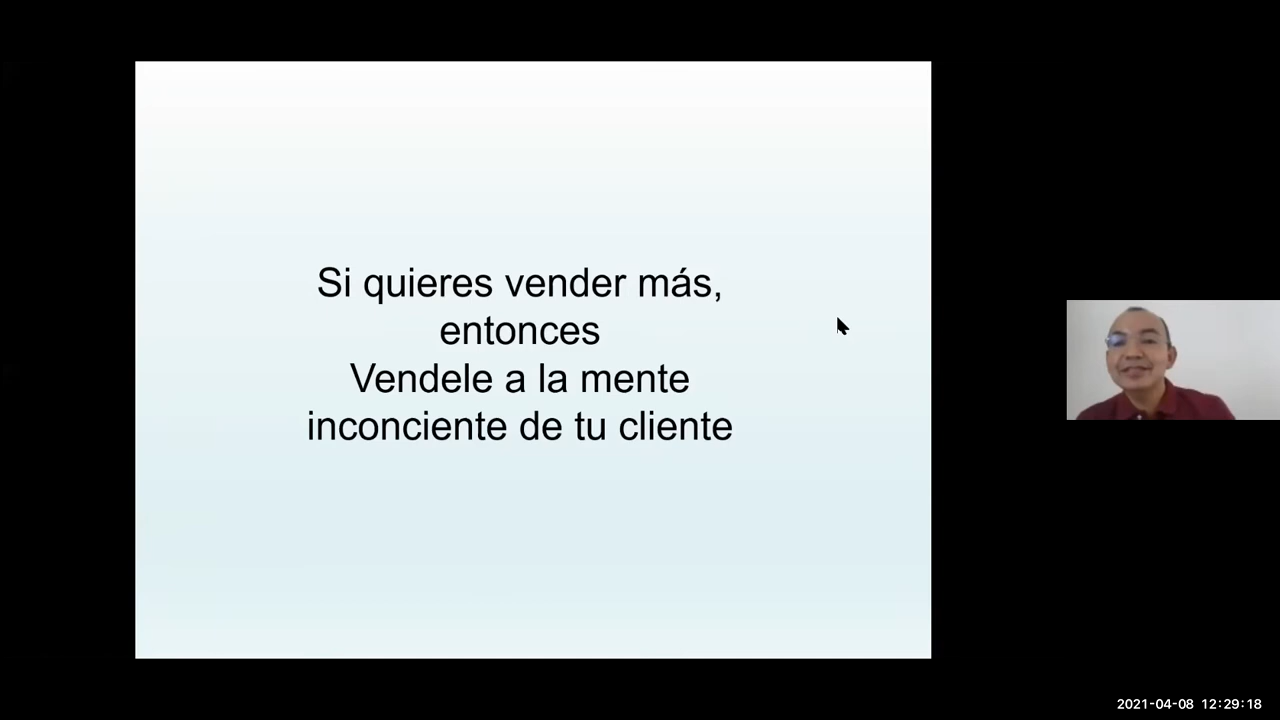 Si quieres vender más,
entonces
Vendele a la mente
inconciente de tu cliente
2021-04-08 12:29:18